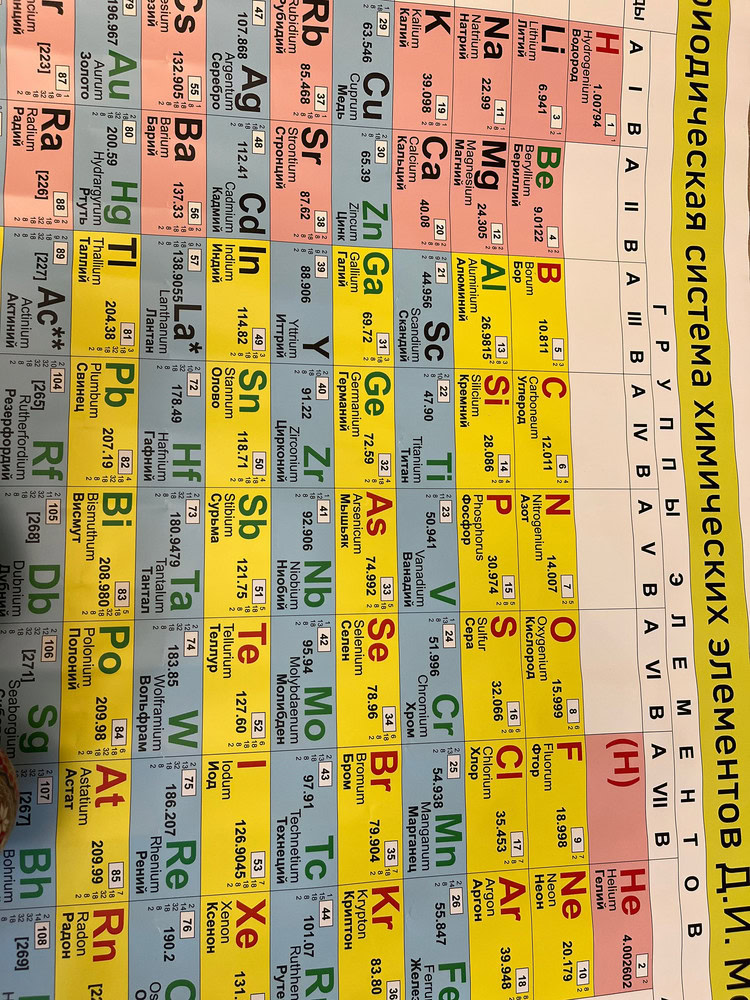 риодическая система химических элементов Д.И. М
Г Р У П П Ы Э Л Е М Е Н Т О В
A I B A II B A III B A IV B A V B A VI B A VII B
H 1
1.00794
Hydrogenium
Водород
(H)
He 2
4.002602
Helium
Гелий
Li 3
6.941
Lithium
Литий
Be 4
9.0122
Beryllium
Бериллий
B 5
10.811
Borum
Бор
C 6
12.011
Carboneum
Углерод
N 7
14.007
Nitrogenium
Азот
O 8
15.999
Oxygenium
Кислород
F 9
18.998
Fluorum
Фтор
Ne 10
20.179
Neon
Неон
Na 11
22.99
Natrium
Натрий
Mg 12
24.305
Magnesium
Магний
Al 13
26.9815
Aluminium
Алюминий
Si 14
28.086
Silicium
Кремний
P 15
30.974
Phosphorus
Фосфор
S 16
32.066
Sulfur
Сера
Cl 17
35.453
Chlorium
Хлор
Ar 18
39.948
Argon
Аргон
K 19
39.098
Kalium
Калий
Ca 20
40.08
Calcium
Кальций
21 Sc
44.956
Scandium
Скандий
22 Ti
47.90
Titanium
Титан
23 V
50.941
Vanadium
Ванадий
24 Cr
51.996
Chromium
Хром
25 Mn
54.938
Manganum
Марганец
26 Fe
55.847
Ferru
Желез
29 Cu
63.546
Cuprum
Медь
30 Zn
65.39
Zincum
Цинк
Ga 31
69.72
Gallium
Галий
Ge 32
72.59
Germanium
Германий
As 33
74.992
Arsenicum
Мышьяк
Se 34
78.96
Selenium
Селен
Br 35
79.904
Bromum
Бром
Kr 36
83.80
Krypton
Криптон
Rb 37
85.468
Rubidium
Рубидий
Sr 38
87.62
Strontium
Стронций
39 Y
88.906
Yttrium
Иттрий
40 Zr
91.22
Zirconium
Цирконий
41 Nb
92.906
Niobium
Ниобий
42 Mo
95.94
Molybdaenum
Молибден
43 Tc
97.91
Technetium
Технеций
44 R
101.07
Ruthen
Руте
47 Ag
107.868
Argentum
Серебро
48 Cd
112.41
Cadmium
Кадмий
In 49
114.82
Indium
Индий
Sn 50
118.71
Stannum
Олово
Sb 51
121.75
Stibium
Сурьма
Te 52
127.60
Tellurium
Теллур
I 53
126.9045
Iodum
Иод
Xe
131.
Xenon
Ксенон
Cs 55
132.905
esium
езий
Ba 56
137.33
Barium
Барий
57 La*
138.9055
Lanthanum
Лантан
72 Hf
178.49
Hafnium
Гафний
73 Ta
180.9479
Tantalum
Тантал
74 W
183.85
Wolframium
Вольфрам
75 Re
186.207
Rhenium
Рений
76
190.2
79 Au
196.967
Aurum
Золото
80 Hg
200.59
Hydrargyrum
Ртуть
Tl 81
204.38
Thallium
Таллий
Pb 82
207.19
Plumbum
Свинец
Bi 83
208.980
Bismuthum
Висмут
Po 84
209.98
Polonium
Полоний
At 85
209.99
Astatium
Астат
Rn
Radon
Радон
r 87
[223]
ncium
нций
Ra 88
[226]
Radium
Радий
89 Ac**
[227]
Actinium
Актиний
104 Rf
[265]
Rutherfordium
Резерфордий
105 Db
[268]
Dubnium
Дубний
106 Sg
[271]
Seaborgium
107 Bh
[267]
Bohrium
108
[269]